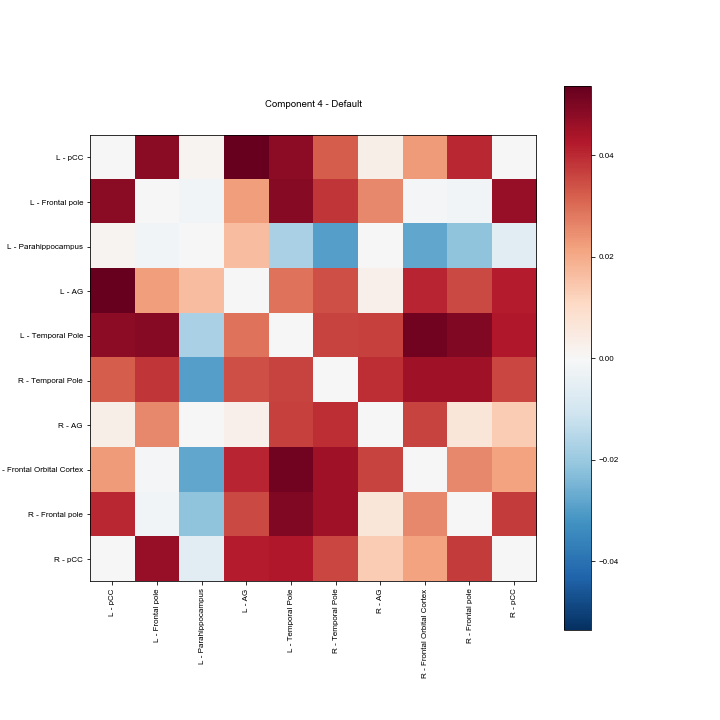 Component 4 - Default
L - pCC
L - Frontal pole
L - Parahippocampus
L - AG
L - Temporal Pole
R - Temporal Pole
R - AG
- Frontal Orbital Cortex
R - Frontal pole
R - pCC
L - pCC
L - Frontal pole
L - Parahippocampus
L - AG
L - Temporal Pole
R - Temporal Pole
R - AG
R - Frontal Orbital Cortex
R - Frontal pole
R - pCC
0.04
0.02
0.00
−0.02
−0.04